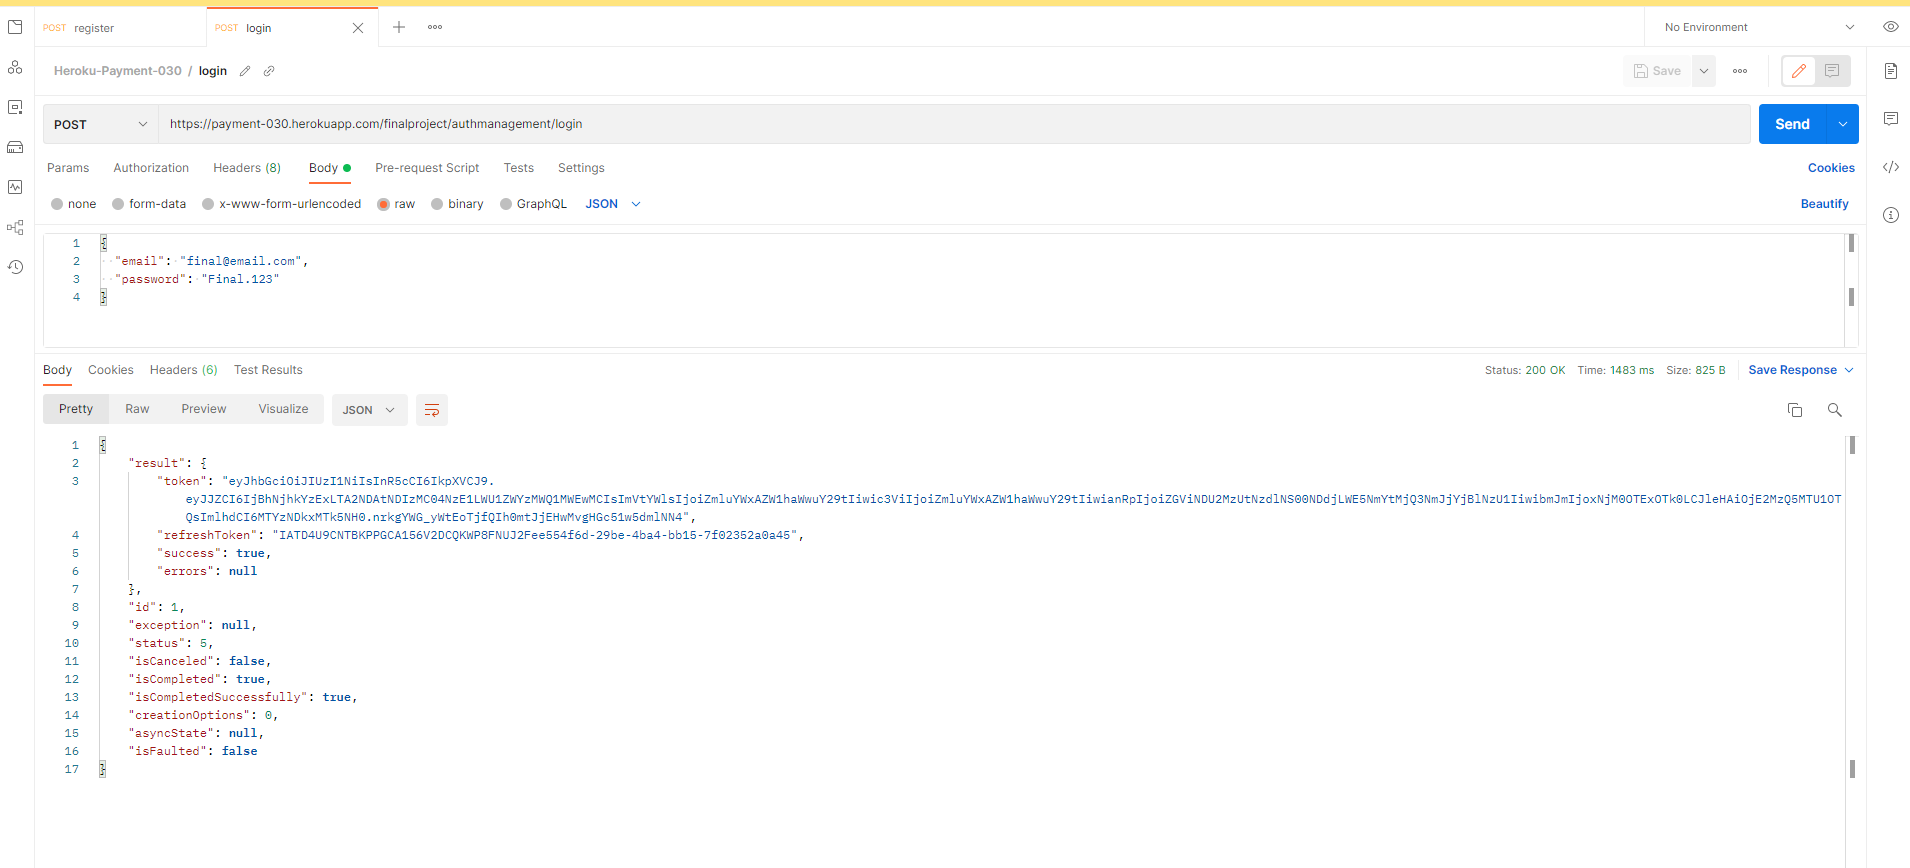 POST register
POST login
No Environment
Heroku-Payment-030 / login
Save
POST
https://payment-030.herokuapp.com/finalproject/authmanagement/login
Send
Params Authorization Headers (8) Body Pre-request Script Tests Settings
Cookies
none form-data x-www-form-urlencoded raw binary GraphQL JSON
Beautify
1 {
2 "email": "final@email.com",
3 "password": "Final.123"
4 }
Body Cookies Headers (6) Test Results
Status: 200 OK Time: 1483 ms Size: 825 B Save Response
Pretty Raw Preview Visualize JSON
1 {
2 "result": {
3 "token": "eyJhbGciOiJIUzI1NiIsInR5cCI6IkpXVCJ9.
eyJJZCI6IjBhNjhkYzExLTA2NDAtNDIzMC04NzE1LWU1ZWYzMWQ1MWEwMCIsImVtYWlsIjoiZmluYWxAZW1haWwuY29tIiwic3ViIjoiZmluYWxAZW1haWwuY29tIiwianRpIjoiZGViNDU2MzUtNzdlNS00NDdjLWE5NmYtMjQ3NmJjYjBlNzU1IiwibmJmIjoxNjM0OTExOTk0LCJleHAiOjE2MzQ5MTU1OT
QsImlhdCI6MTYzNDkxMTk5NH0.nrkgYWG_yWtEoTjfQIh0mtJjEHwMvgHGc51w5dmlNN4",
4 "refreshToken": "IATD4U9CNTBKPPGCA156V2DCQKWP8FNUJ2Fee554f6d-29be-4ba4-bb15-7f02352a0a45",
5 "success": true,
6 "errors": null
7 },
8 "id": 1,
9 "exception": null,
10 "status": 5,
11 "isCanceled": false,
12 "isCompleted": true,
13 "isCompletedSuccessfully": true,
14 "creationOptions": 0,
15 "asyncState": null,
16 "isFaulted": false
17 }